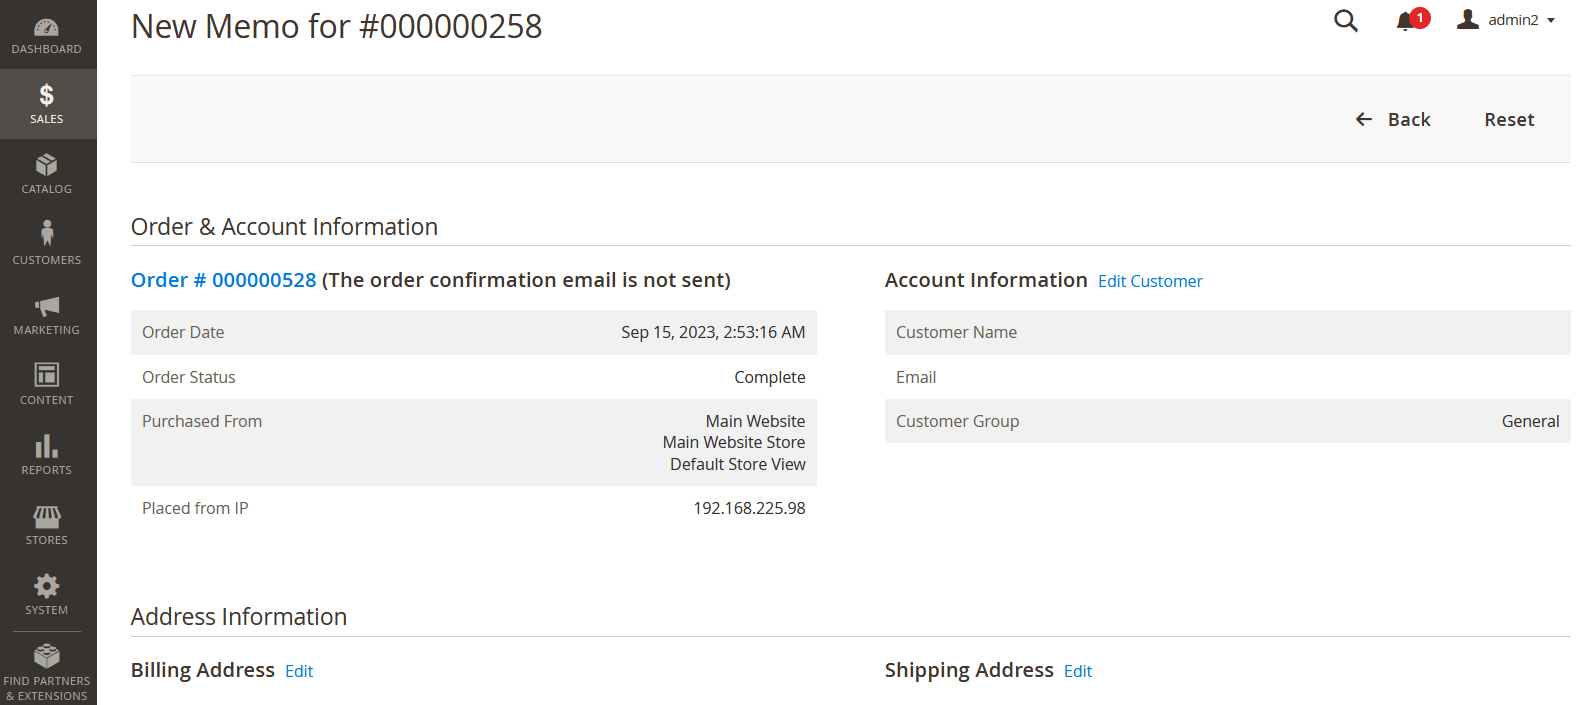 New Memo for #000000258
1
admin2
DASHBOARD
SALES
CATALOG
CUSTOMERS
MARKETING
CONTENT
REPORTS
STORES
SYSTEM
FIND PARTNERS
& EXTENSIONS
Back
Reset
Order & Account Information
Order # 000000528 (The order confirmation email is not sent)
Order Date Sep 15, 2023, 2:53:16 AM
Order Status Complete
Purchased From Main Website
Main Website Store
Default Store View
Placed from IP 192.168.225.98
Account Information Edit Customer
Customer Name
Email
Customer Group General
Address Information
Billing Address Edit
Shipping Address Edit